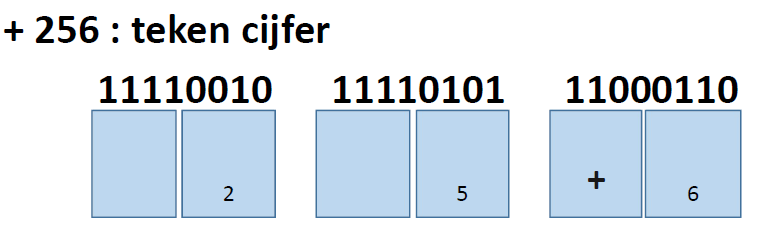 + 256 : teken cijfer
11110010 11110101 11000110
2 5 + 6